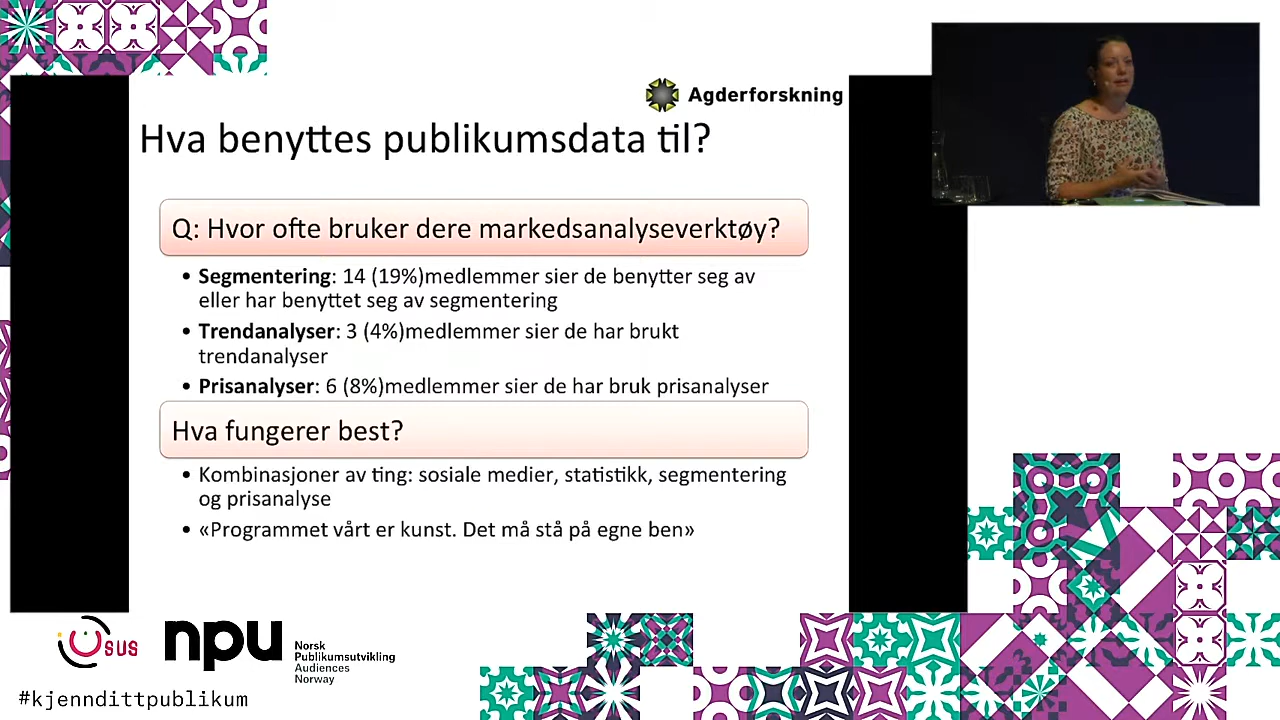 Agderforskning
Hva benyttes publikumsdata til?
Q: Hvor ofte bruker dere markedsanalyseverktøy?
• Segmentering: 14 (19%)medlemmer sier de benytter seg av
eller har benyttet seg av segmentering
• Trendanalyser: 3 (4%)medlemmer sier de har brukt
trendanalyser
• Prisanalyser: 6 (8%)medlemmer sier de har bruk prisanalyser
Hva fungerer best?
• Kombinasjoner av ting: sosiale medier, statistikk, segmentering
og prisanalyse
• «Programmet vårt er kunst. Det må stå på egne ben»
usus
npu
Norsk
Publikumsutvikling
Audiences
Norway
#kjenndittpublikum